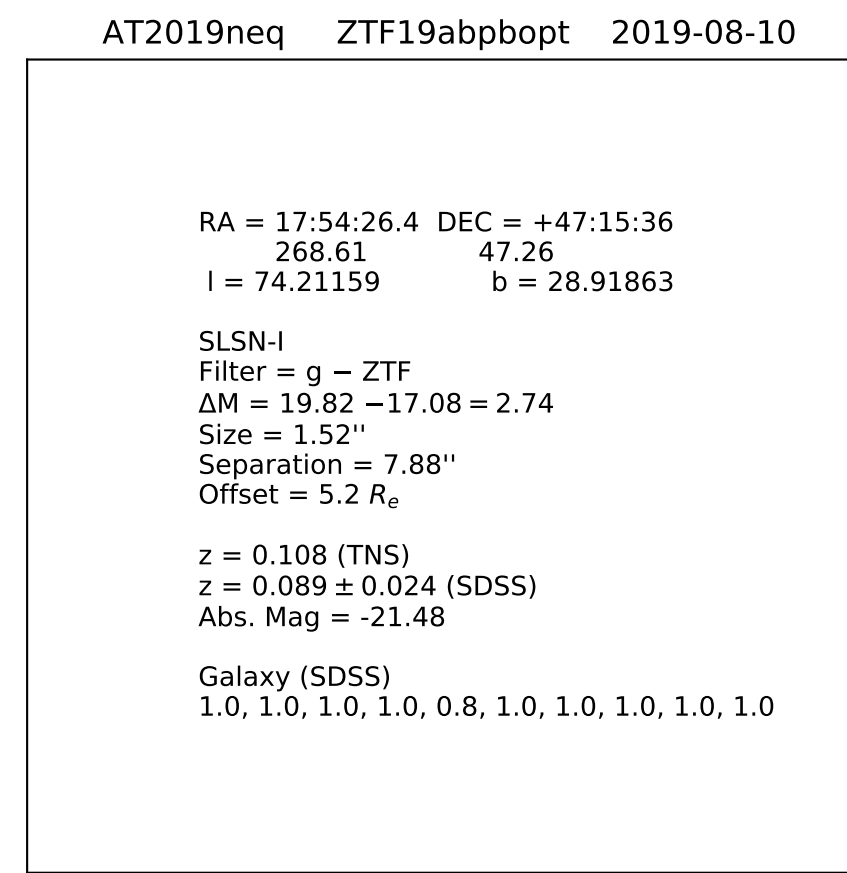 AT2019neq ZTF19abpbopt 2019-08-10
RA = 17:54:26.4 DEC = +47:15:36
268.61 47.26
l = 74.21159 b = 28.91863
SLSN-I
Filter = g − ZTF
ΔM = 19.82 −17.08 = 2.74
Size = 1.52''
Separation = 7.88''
Offset = 5.2 Rₑ
z = 0.108 (TNS)
z = 0.089 ± 0.024 (SDSS)
Abs. Mag = -21.48
Galaxy (SDSS)
1.0, 1.0, 1.0, 1.0, 0.8, 1.0, 1.0, 1.0, 1.0, 1.0